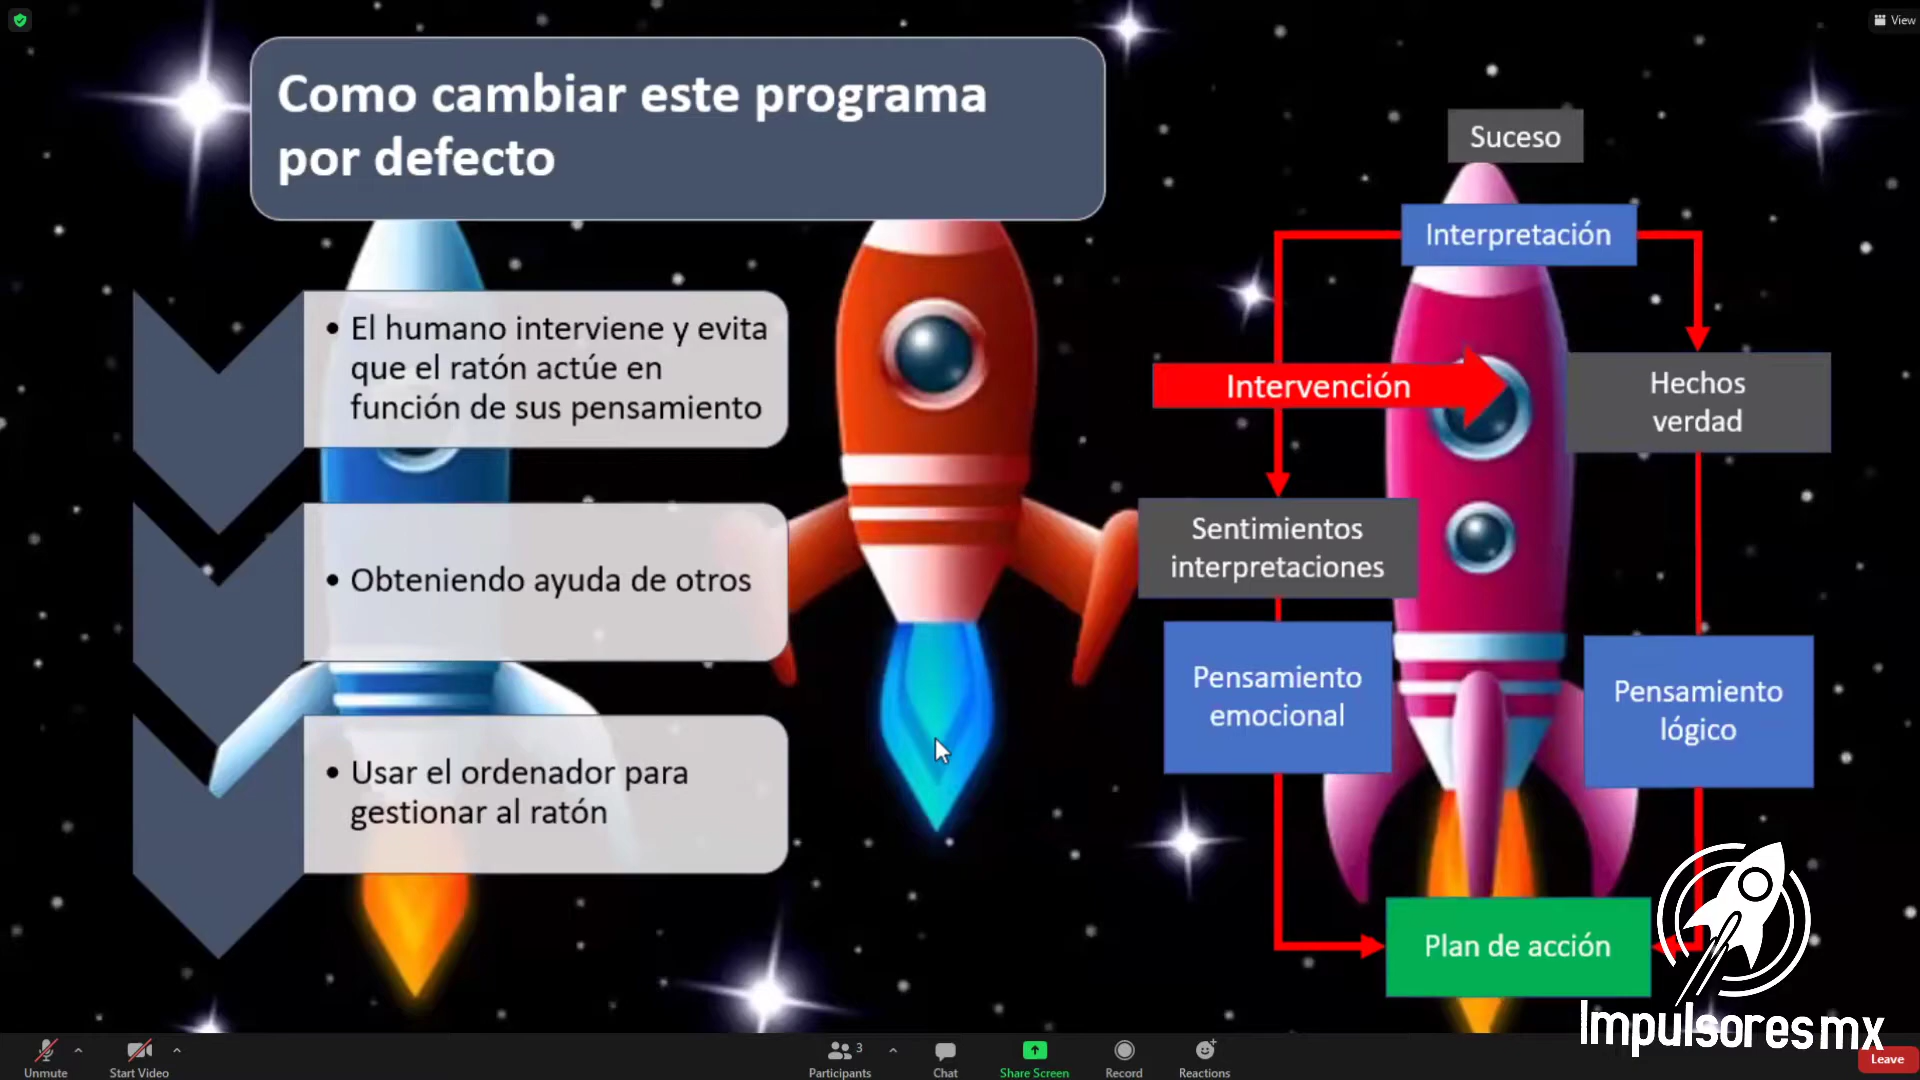 View
Como cambiar este programa
por defecto
• El humano interviene y evita
que el ratón actúe en
función de sus pensamiento
• Obteniendo ayuda de otros
• Usar el ordenador para
gestionar al ratón
Suceso
Interpretación
Intervención
Hechos
verdad
Sentimientos
interpretaciones
Pensamiento
emocional
Pensamiento
lógico
Plan de acción
Impulsores mx
Unmute
Start Video
Participants
3
Chat
Share Screen
Record
Reactions
Leave